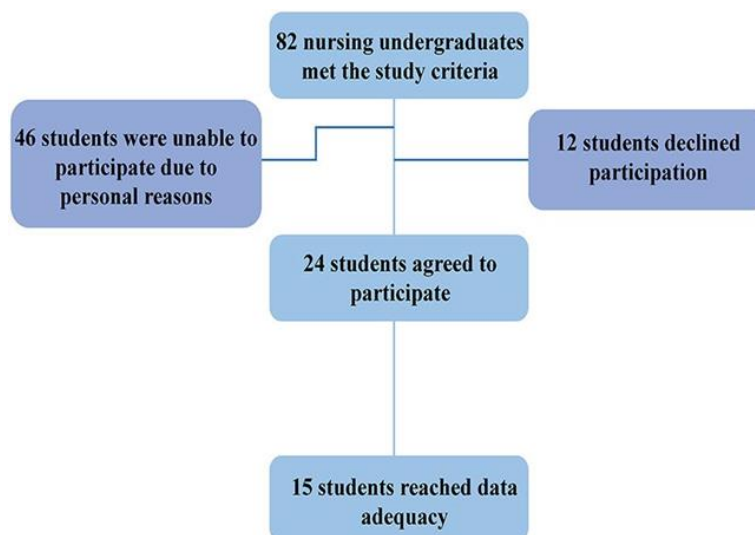 82 nursing undergraduates
met the study criteria
46 students were unable to
participate due to
personal reasons
12 students declined
participation
24 students agreed to
participate
15 students reached data
adequacy